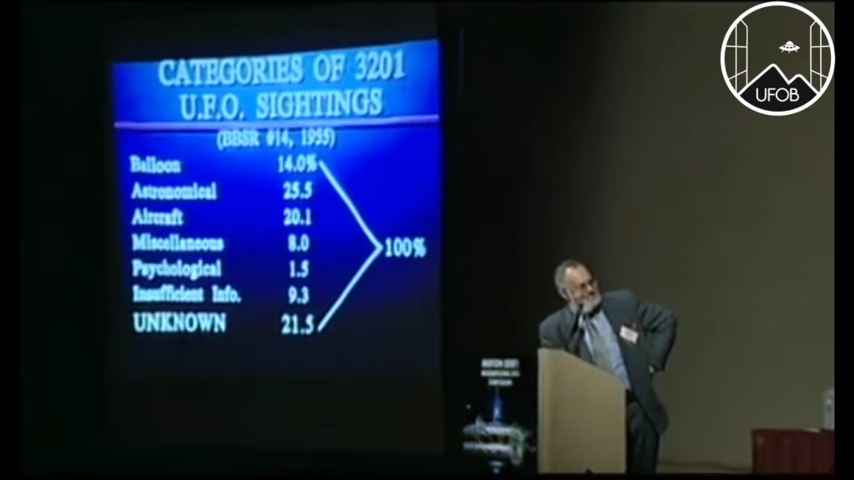 CATEGORIES OF 3201
U.F.O. SIGHTINGS
(BBSR #14, 1955)
Balloon 14.0%
Astronomical 25.5
Aircraft 20.1
Miscellaneous 8.0
Psychological 1.5
Insufficient Info. 9.3
UNKNOWN 21.5
100%
UFOB